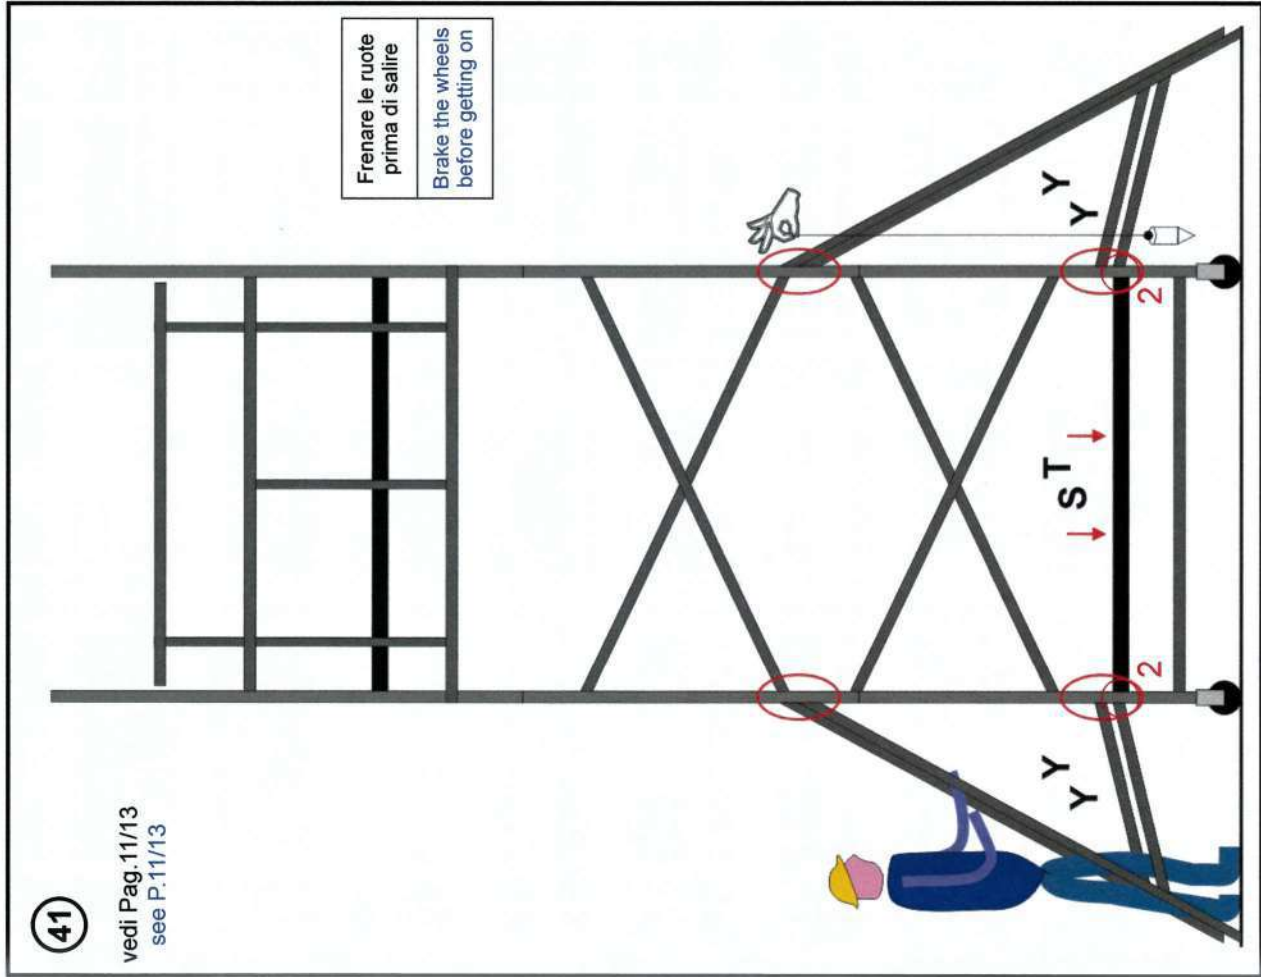 41
vedi Pag.11/13
see P.11/13
Frenare le ruote
prima di salire
Brake the wheels
before getting on
Y Y
S T
Y Y
2
2